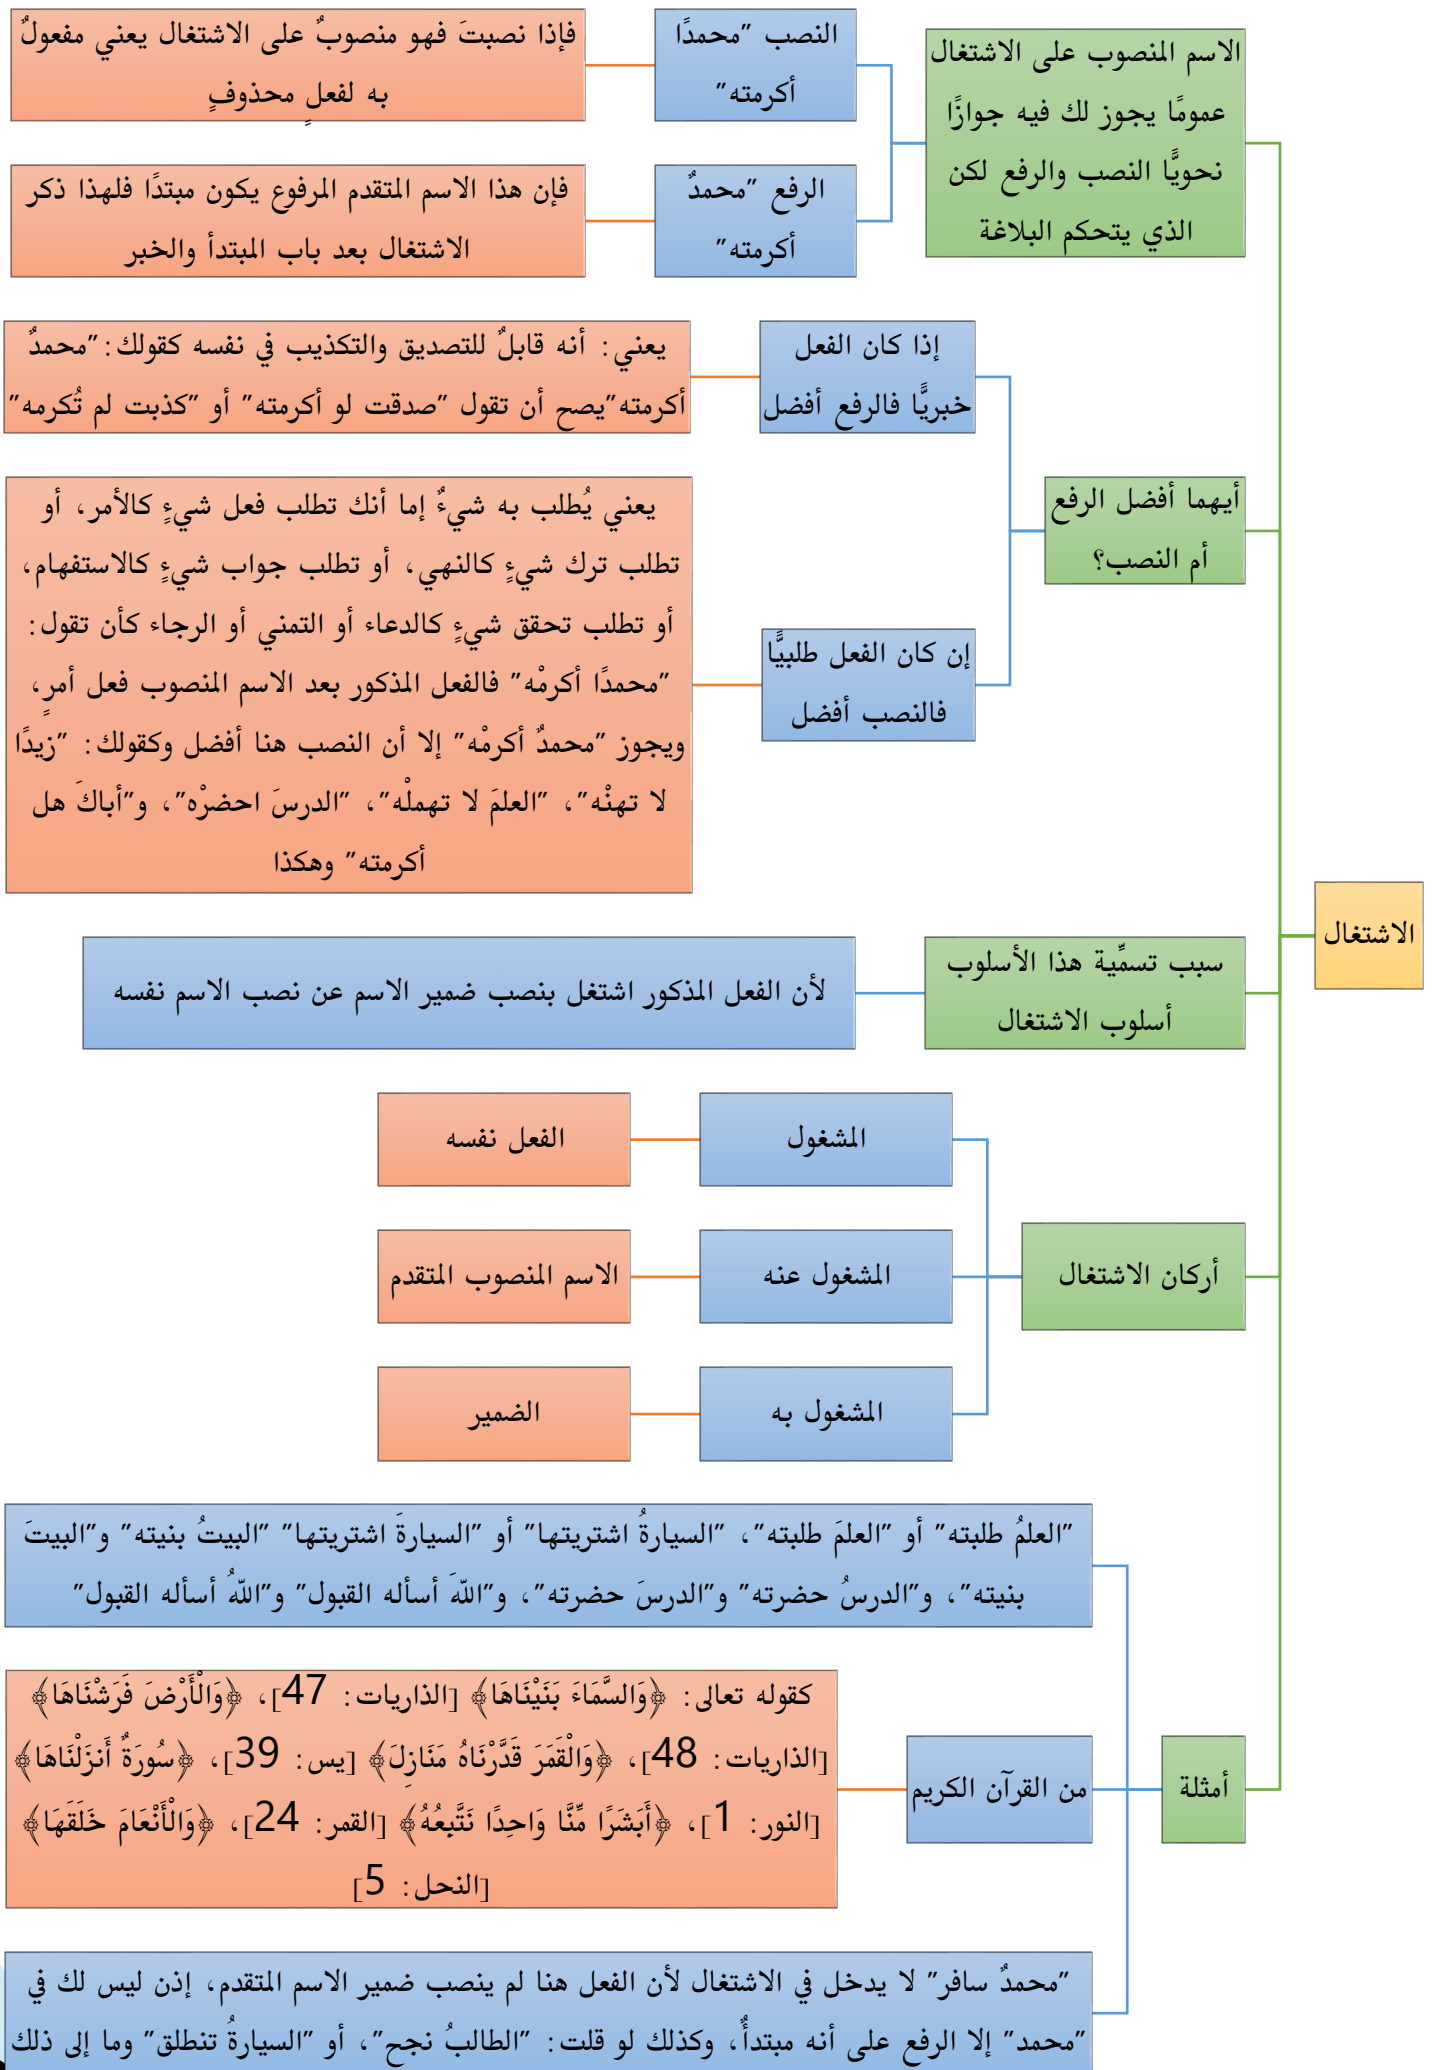 الاشتغال
الاسم المنصوب على الاشتغال
عمومًا يجوز لك فيه جوازًا
نحويًّا النصب والرفع لكن
الذي يتحكم البلاغة
النصب "محمدًا
أكرمته"
فإذا نصبتَ فهو منصوبٌ على الاشتغال يعني مفعولٌ
به لفعلٍ محذوفٍ
الرفع "محمدٌ
أكرمته"
فإن هذا الاسم المتقدم المرفوع يكون مبتدًا فلهذا ذكر
الاشتغال بعد باب المبتدأ والخبر
أيهما أفضل الرفع
أم النصب؟
إذا كان الفعل
خبريًّا فالرفع أفضل
يعني: أنه قابلٌ للتصديق والتكذيب في نفسه كقولك:"محمدٌ
أكرمته"يصح أن تقول "صدقت لو أكرمته" أو "كذبت لم تُكرمه"
إن كان الفعل طلبيًّا
فالنصب أفضل
يعني يُطلب به شيءٌ إما أنك تطلب فعل شيءٍ كالأمر، أو
تطلب ترك شيءٍ كالنهي، أو تطلب جواب شيءٍ كالاستفهام،
أو تطلب تحقق شيءٍ كالدعاء أو التمني أو الرجاء كأن تقول:
"محمدًا أكرمْه" فالفعل المذكور بعد الاسم المنصوب فعل أمرٍ،
ويجوز "محمدٌ أكرمْه" إلا أن النصب هنا أفضل وكقولك: "زيدًا
لا تهنْه"، "العلمَ لا تهملْه"، "الدرسَ احضرْه"، و"أباكَ هل
أكرمته" وهكذا
سبب تسمِّية هذا الأسلوب
أسلوب الاشتغال
لأن الفعل المذكور اشتغل بنصب ضمير الاسم عن نصب الاسم نفسه
أركان الاشتغال
المشغول
الفعل نفسه
المشغول عنه
الاسم المنصوب المتقدم
المشغول به
الضمير
أمثلة
"العلمُ طلبته" أو "العلمَ طلبته"، "السيارةُ اشتريتها" أو "السيارةَ اشتريتها" "البيتُ بنيته" و"البيتَ
بنيته"، و"الدرسُ حضرته" و"الدرسَ حضرته"، و"اللهَ أسأله القبول" و"اللهُ أسأله القبول"
من القرآن الكريم
كقوله تعالى: ﴿وَالسَّمَاءَ بَنَيْنَاهَا﴾ [الذاريات: 47]، ﴿وَالْأَرْضَ فَرَشْنَاهَا﴾
[الذاريات: 48]، ﴿وَالْقَمَرَ قَدَّرْنَاهُ مَنَازِلَ﴾ [يس: 39]، ﴿سُورَةٌ أَنزَلْنَاهَا﴾
[النور: 1]، ﴿أَبَشَرًا مِّنَّا وَاحِدًا نَتَّبِعُهُ﴾ [القمر: 24]، ﴿وَالْأَنْعَامَ خَلَقَهَا﴾
[النحل: 5]
"محمدٌ سافر" لا يدخل في الاشتغال لأن الفعل هنا لم ينصب ضمير الاسم المتقدم، إذن ليس لك في
"محمد" إلا الرفع على أنه مبتدأٌ، وكذلك لو قلت: "الطالبُ نجح"، أو "السيارةُ تنطلق" وما إلى ذلك